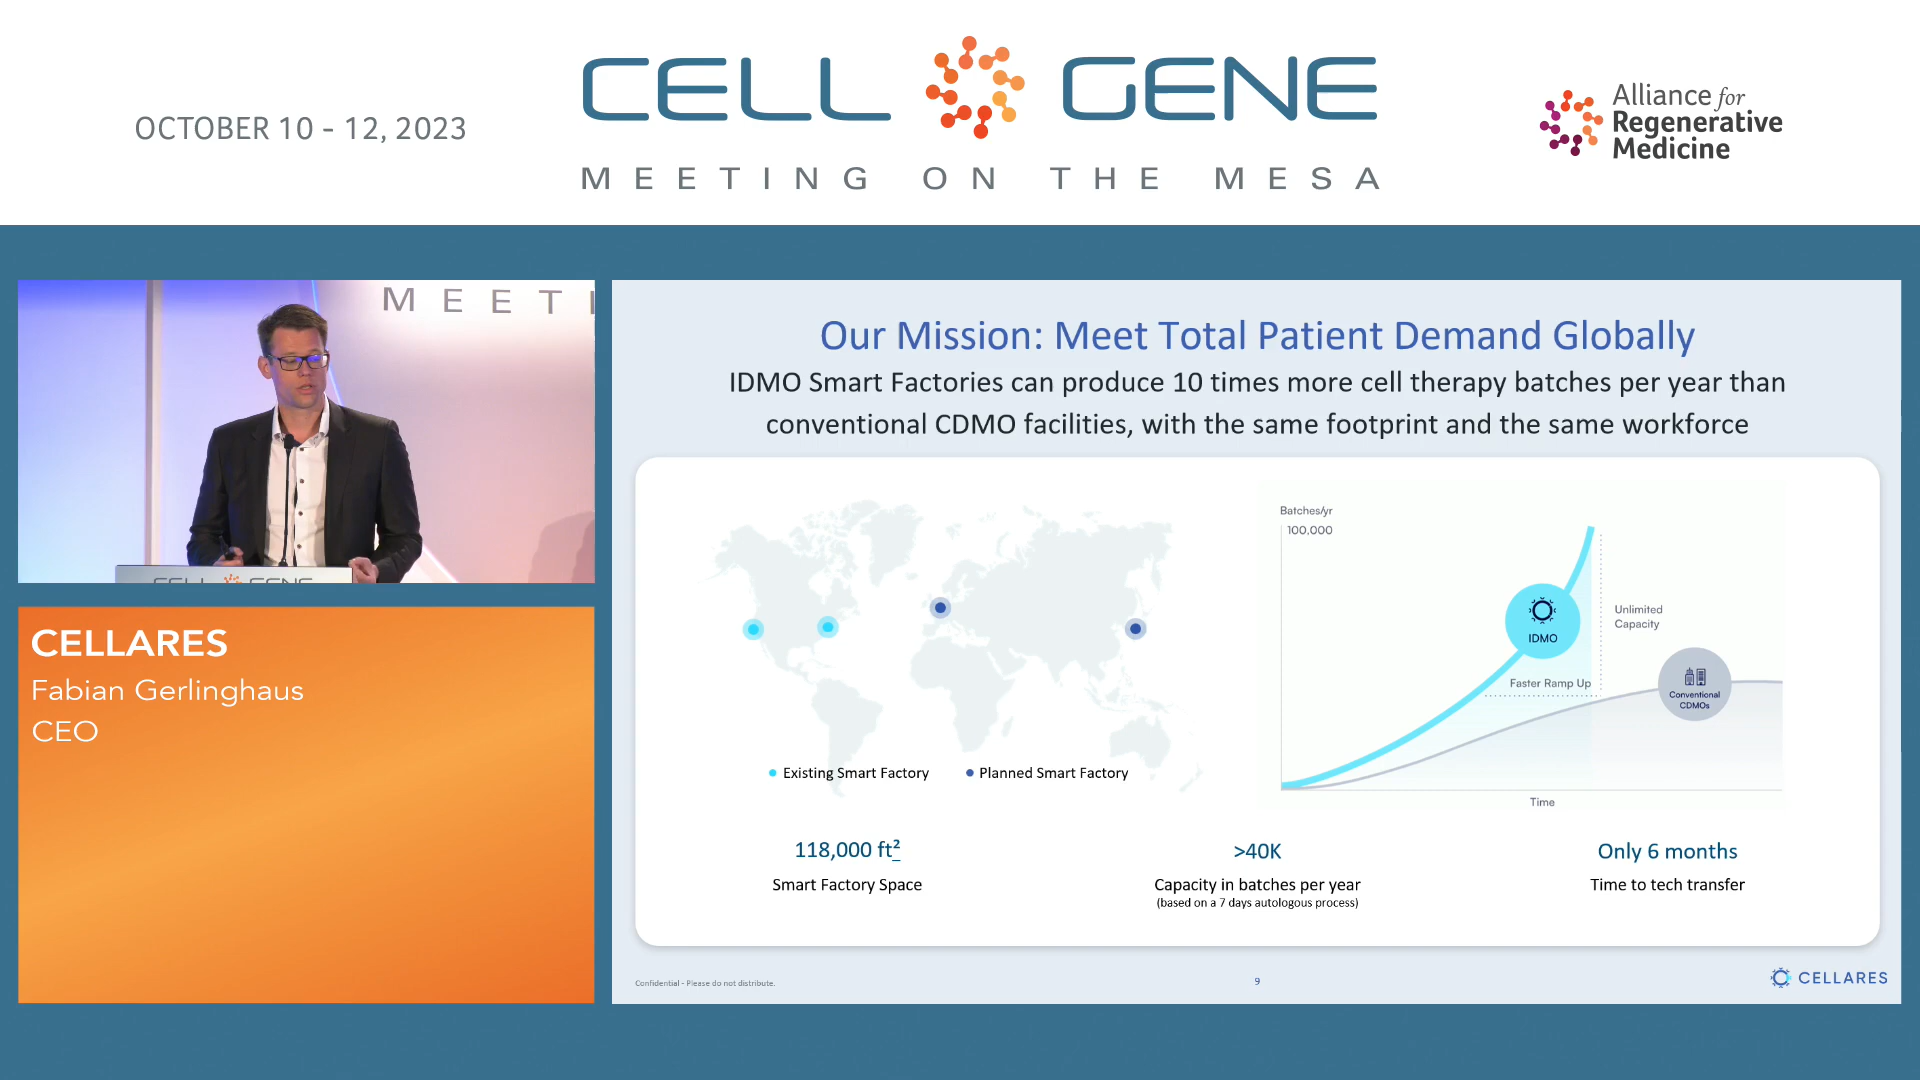 OCTOBER 10 - 12, 2023
CELL GENE
MEETING ON THE MESA
Alliance for
Regenerative
Medicine
MEETI
CELL GENE
CELLARES
Fabian Gerlinghaus
CEO
Our Mission: Meet Total Patient Demand Globally
IDMO Smart Factories can produce 10 times more cell therapy batches per year than
conventional CDMO facilities, with the same footprint and the same workforce
Existing Smart Factory
Planned Smart Factory
Batches/yr
100,000
IDMO
Unlimited
Capacity
Faster Ramp Up
Conventional
CDMOs
Time
118,000 ft²
Smart Factory Space
>40K
Capacity in batches per year
(based on a 7 days autologous process)
Only 6 months
Time to tech transfer
Confidential - Please do not distribute.
9
CELLARES